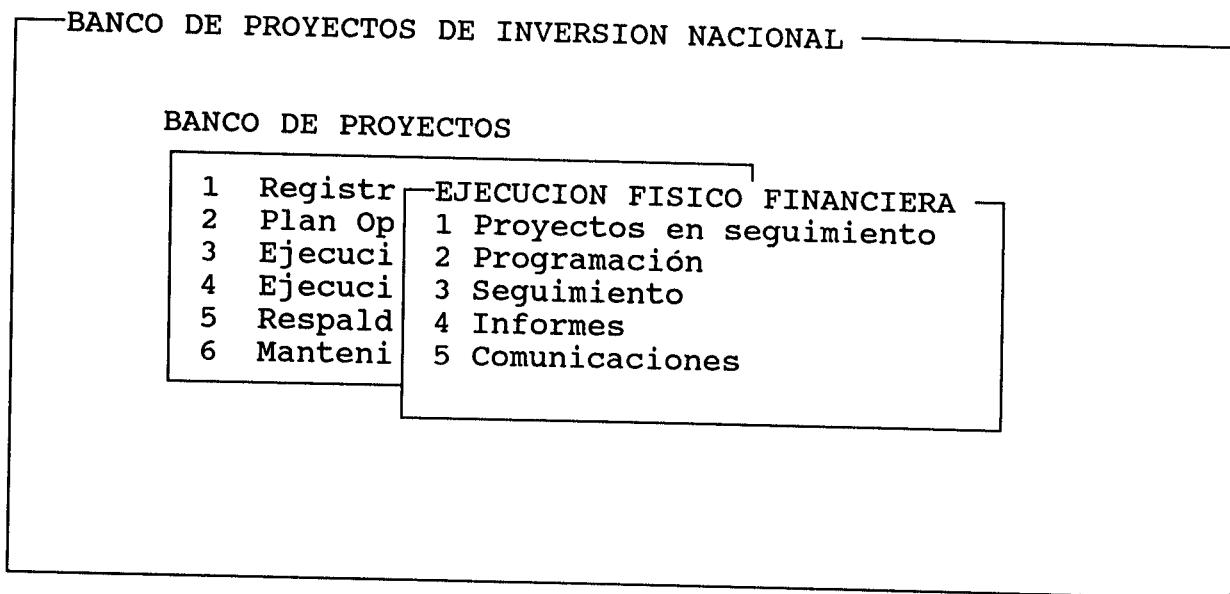 BANCO DE PROYECTOS DE INVERSION NACIONAL
BANCO DE PROYECTOS
1 Registr
2 Plan Op
3 Ejecuci
4 Ejecuci
5 Respald
6 Manteni
EJECUCION FISICO FINANCIERA
1 Proyectos en seguimiento
2 Programación
3 Seguimiento
4 Informes
5 Comunicaciones